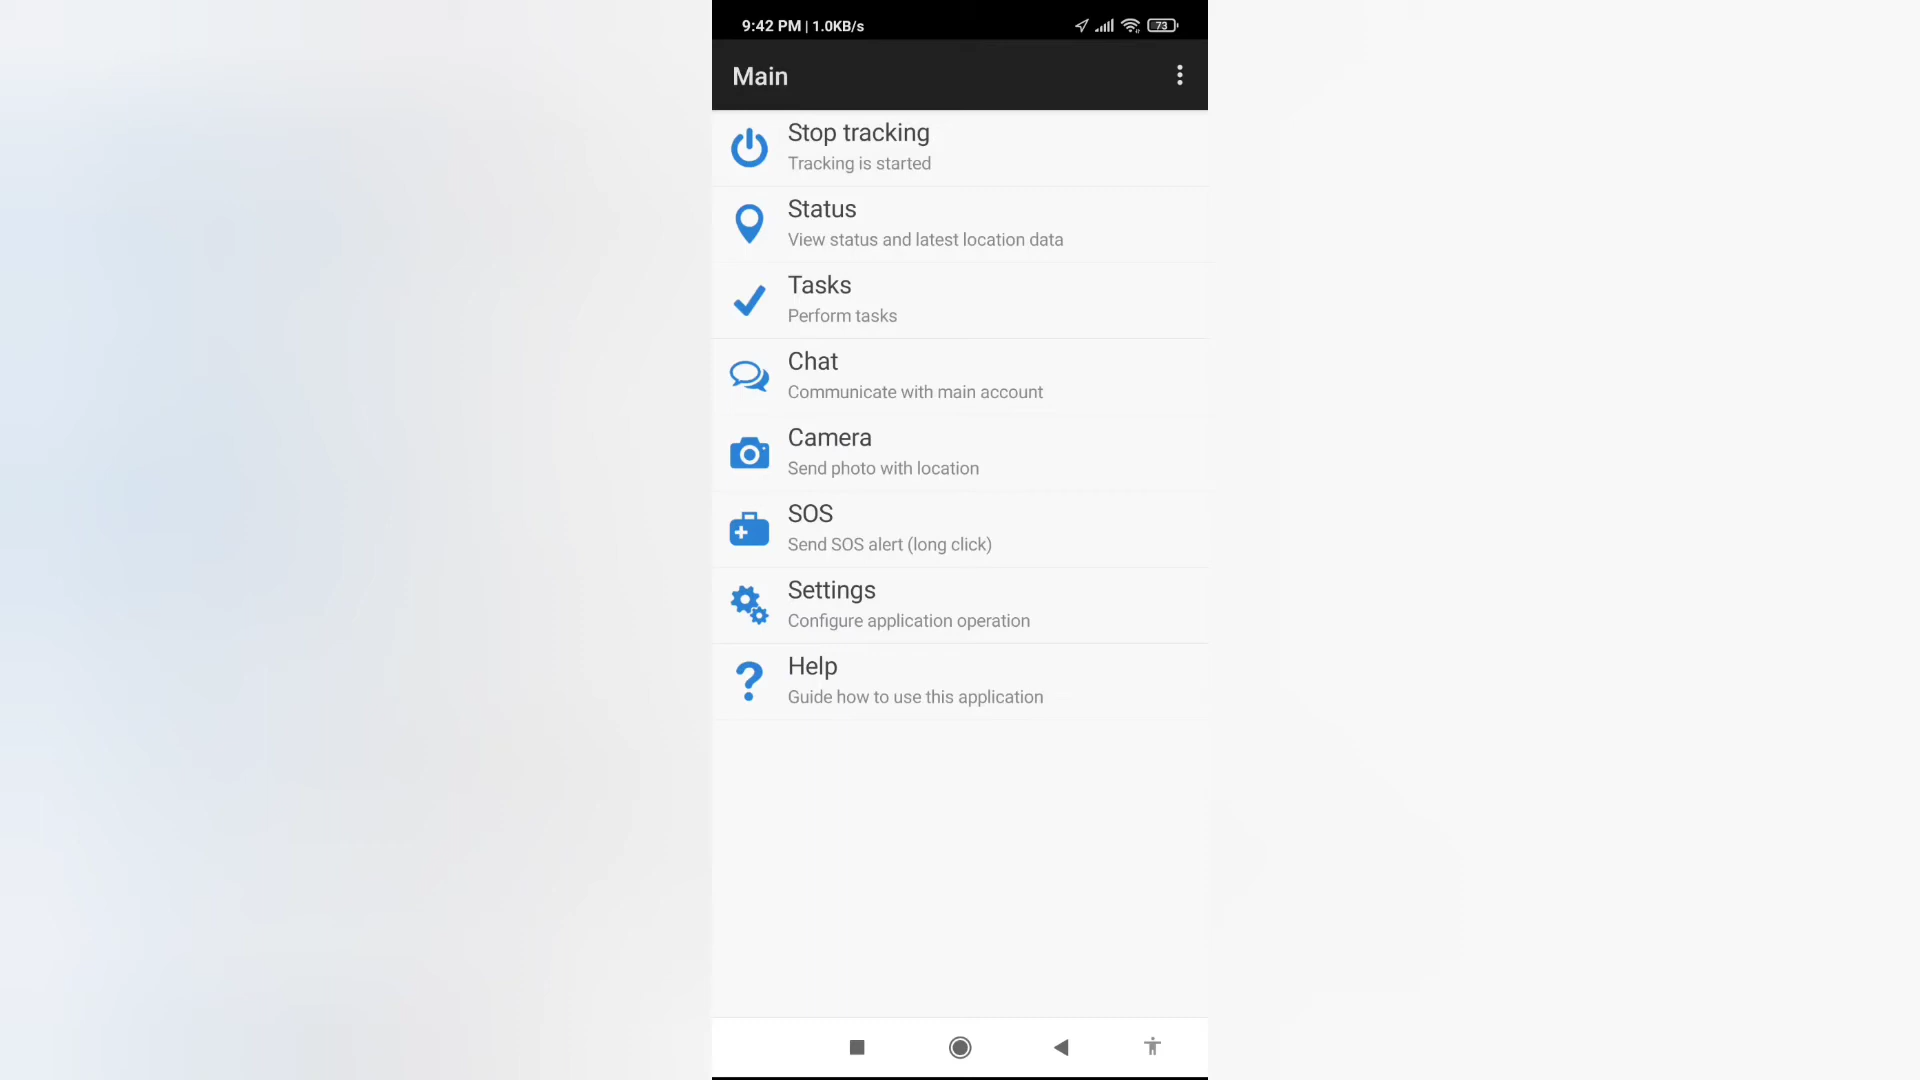 9:42 PM | 1.0KB/s
73
Main
Stop tracking
Tracking is started
Status
View status and latest location data
Tasks
Perform tasks
Chat
Communicate with main account
Camera
Send photo with location
SOS
Send SOS alert (long click)
Settings
Configure application operation
Help
Guide how to use this application